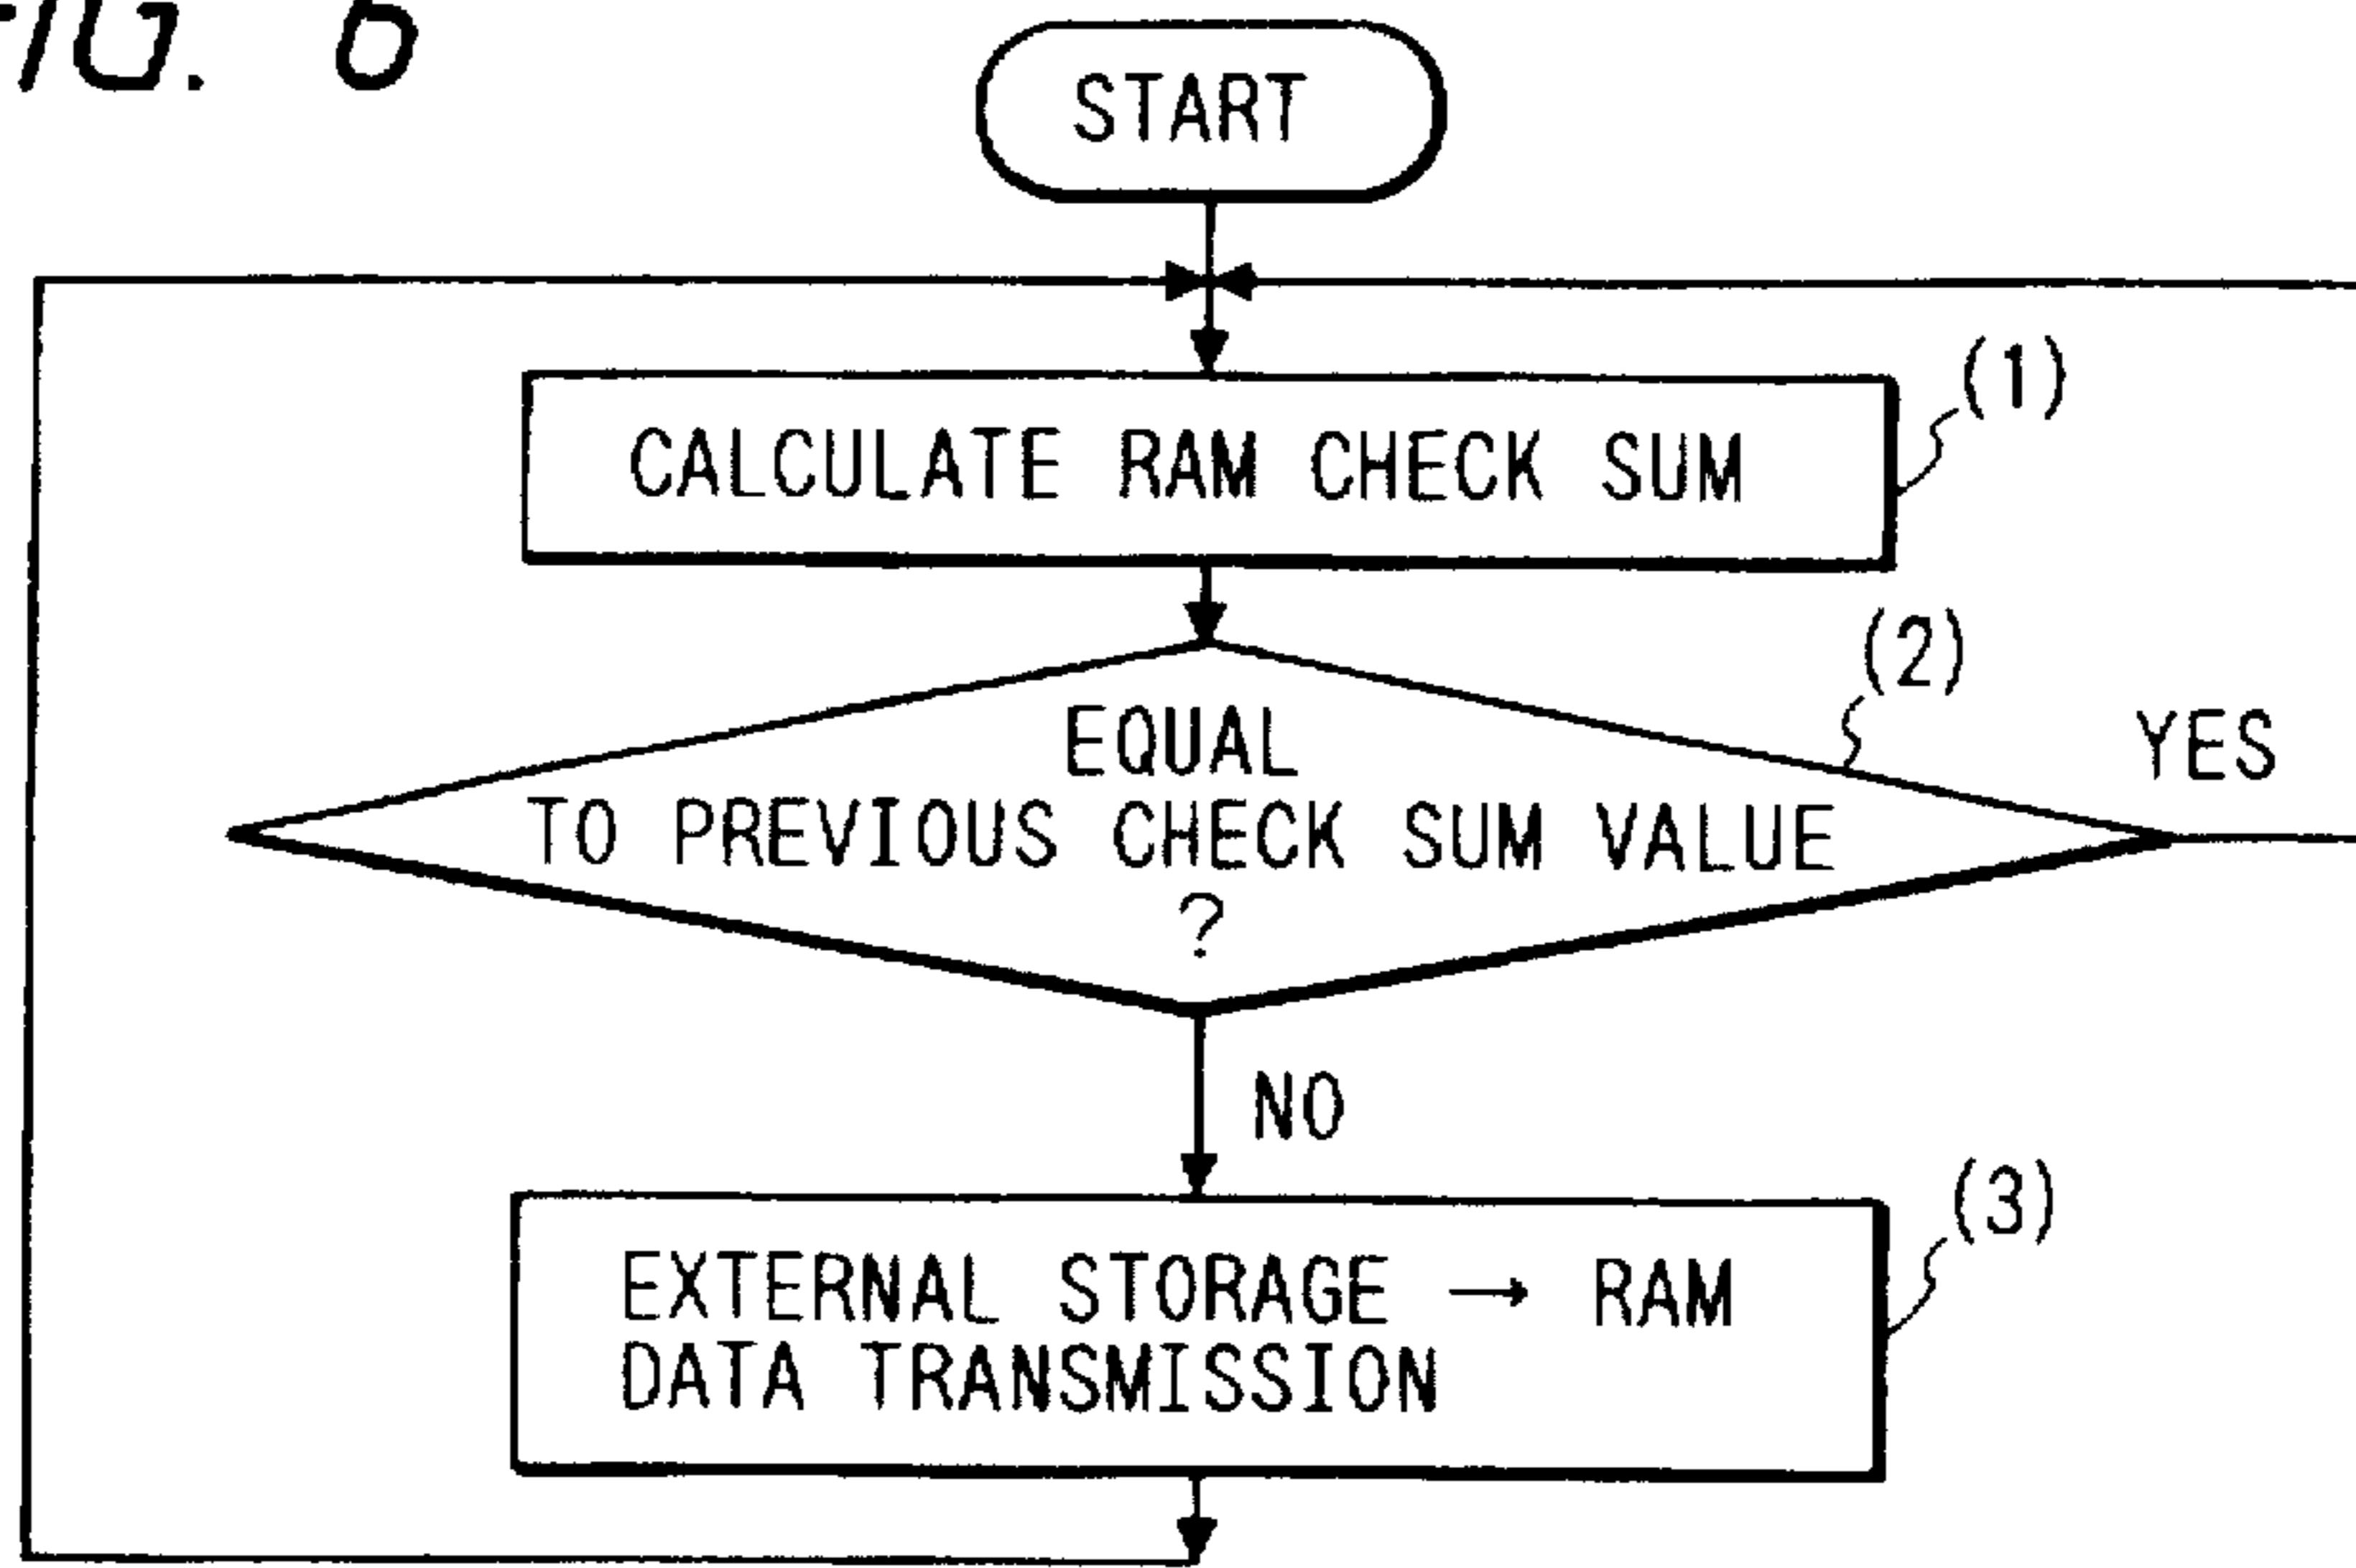 FIG. 6
START
(1)
CALCULATE RAM CHECK SUM
(2)
YES
EQUAL
TO PREVIOUS CHECK SUM VALUE
?
NO
(3)
EXTERNAL STORAGE → RAM
DATA TRANSMISSION